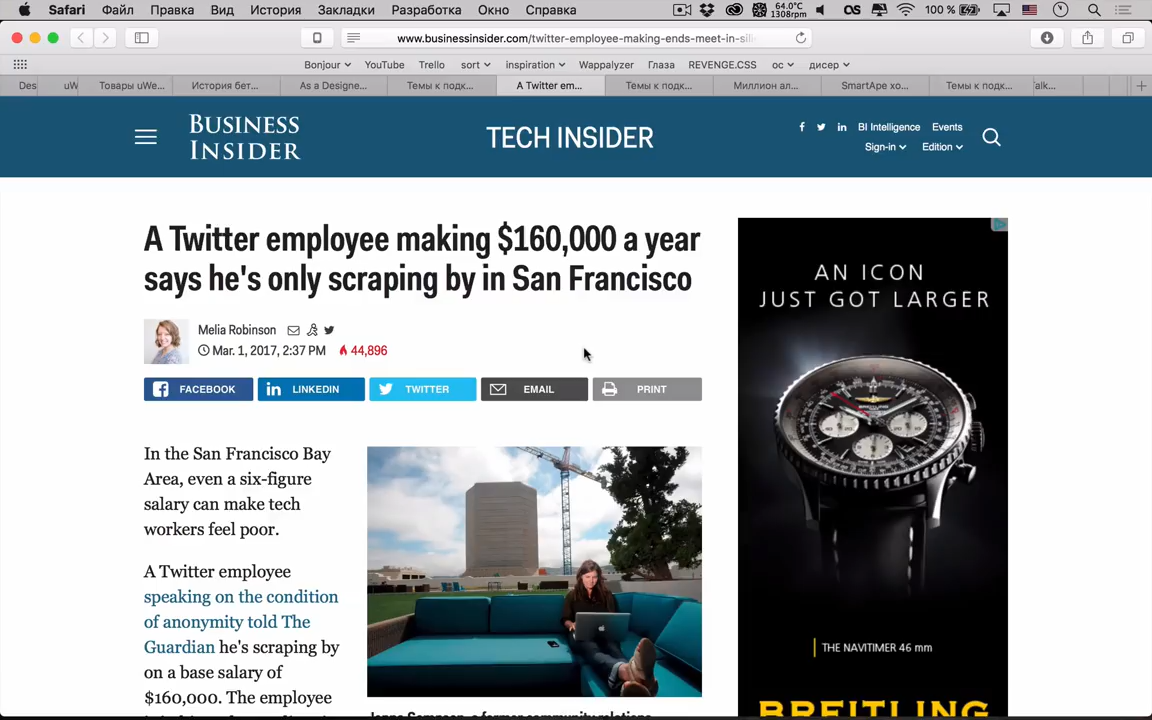 Safari Файл Правка Вид История Закладки Разработка Окно Справка 64.0°C 1308rpm 100 %
www.businessinsider.com/twitter-employee-making-ends-meet-in-sili
Bonjour YouTube Trello sort inspiration Wappalyzer Глаза REVENGE.CSS ос дисер
Des uW Товары uWe... История бет... As a Designe... Темы к подк... A Twitter em... Темы к подк... Миллион ал... SmartApe хо... Темы к подк... alk...
BUSINESS
INSIDER
TECH INSIDER
BI Intelligence Events
Sign-in Edition
A Twitter employee making $160,000 a year
says he's only scraping by in San Francisco
Melia Robinson
Mar. 1, 2017, 2:37 PM 44,896
FACEBOOK LINKEDIN TWITTER EMAIL PRINT
In the San Francisco Bay
Area, even a six-figure
salary can make tech
workers feel poor.
A Twitter employee
speaking on the condition
of anonymity told The
Guardian he's scraping by
on a base salary of
$160,000. The employee
AN ICON
JUST GOT LARGER
THE NAVITIMER 46 mm
BREITLING